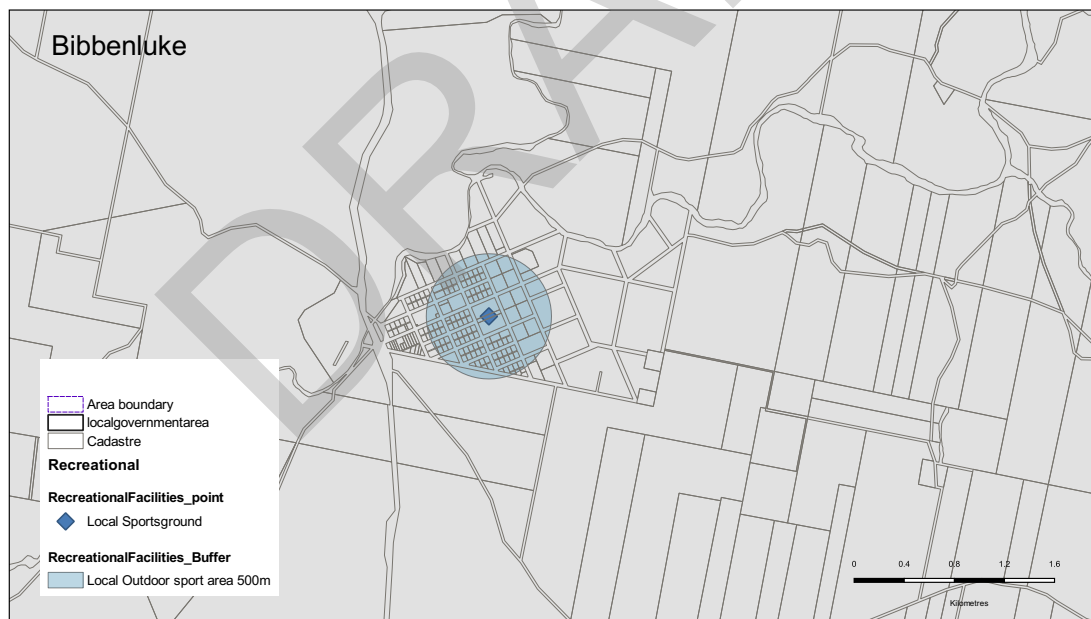 Bibbenluke
DRA
Area boundary
localgovernmentarea
Cadastre
Recreational
RecreationalFacilities_point
Local Sportsground
RecreationalFacilities_Buffer
Local Outdoor sport area 500m
0 0.4 0.8 1.2 1.6
Kilometres